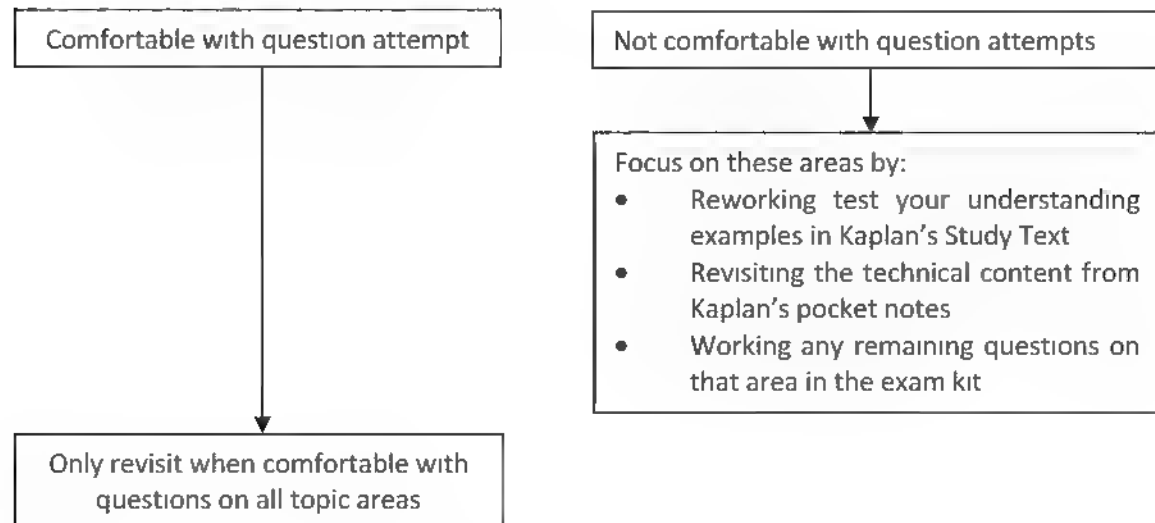 Comfortable with question attempt
Not comfortable with question attempts
Focus on these areas by:
• Reworking test your understanding
examples in Kaplan's Study Text
• Revisiting the technical content from
Kaplan's pocket notes
• Working any remaining questions on
that area in the exam kit
Only revisit when comfortable with
questions on all topic areas